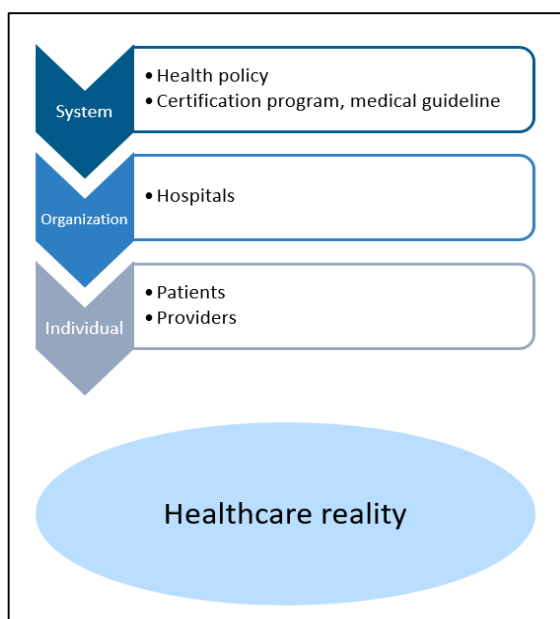 System
• Health policy
• Certification program, medical guideline
Organization
• Hospitals
Individual
• Patients
• Providers
Healthcare reality